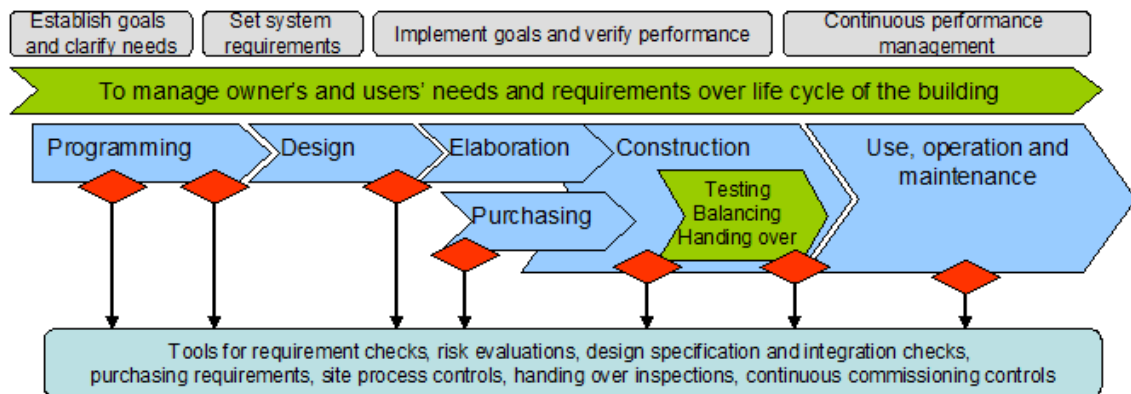 Establish goals
and clarify needs
Set system
requirements
Implement goals and verify performance
Continuous performance
management
To manage owner's and users' needs and requirements over life cycle of the building
Programming
Design
Elaboration
Construction
Use, operation and
maintenance
Purchasing
Testing
Balancing
Handing over
Tools for requirement checks, risk evaluations, design specification and integration checks,
purchasing requirements, site process controls, handing over inspections, continuous commissioning controls